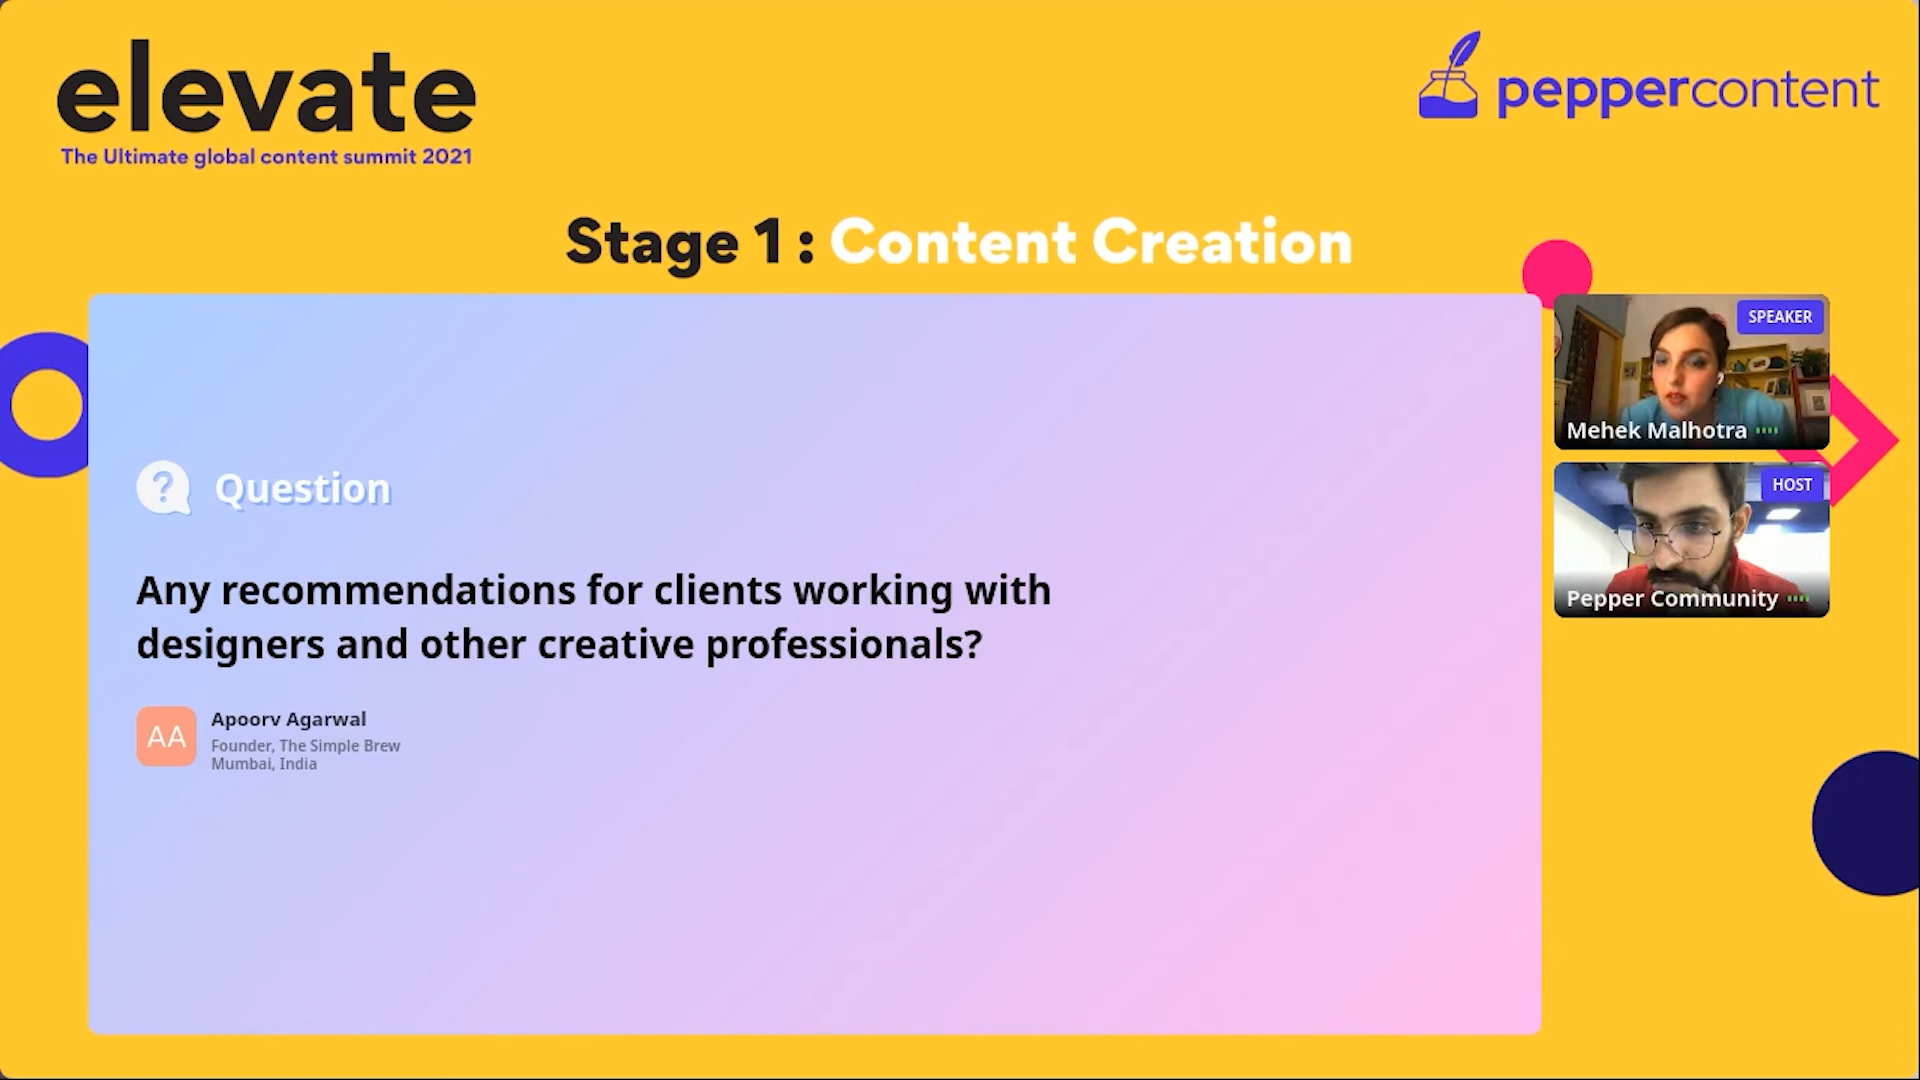 elevate
The Ultimate global content summit 2021
peppercontent
Stage 1 : Content Creation
SPEAKER
Mehek Malhotra
HOST
Pepper Community
? Question
Any recommendations for clients working with
designers and other creative professionals?
AA
Apoorv Agarwal
Founder, The Simple Brew
Mumbai, India